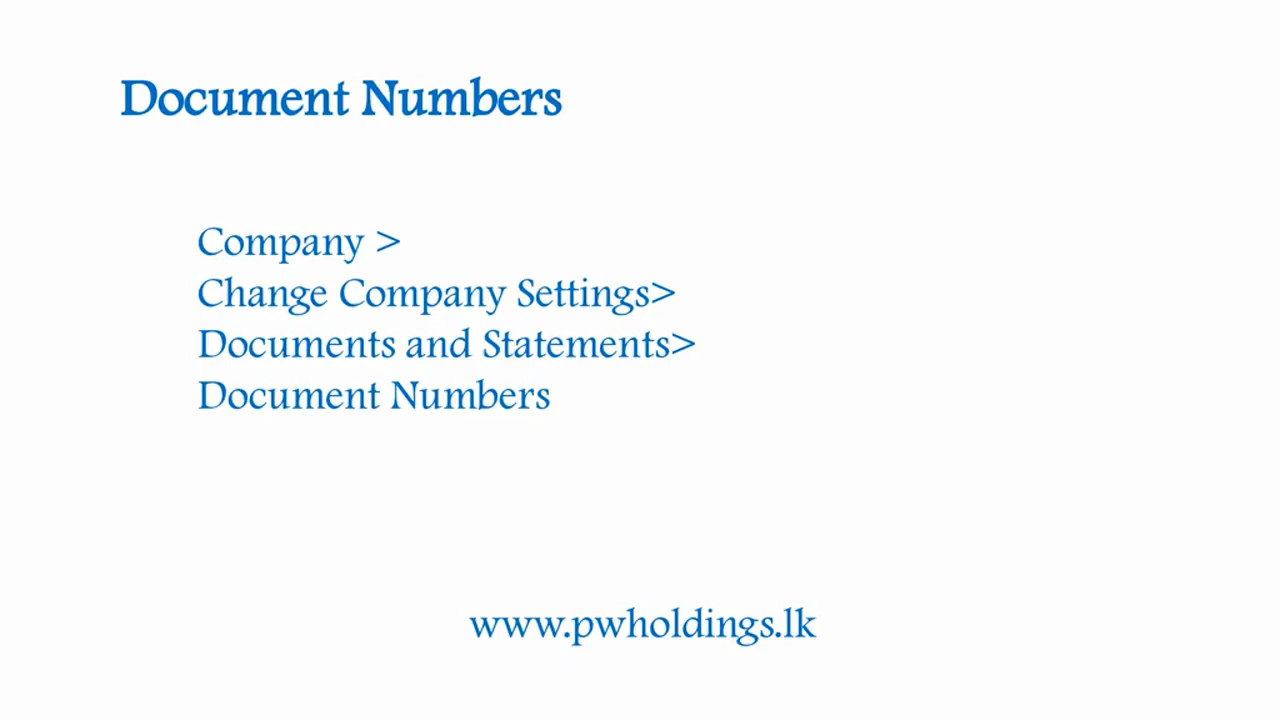 Document Numbers
Company >
Change Company Settings>
Documents and Statements>
Document Numbers
www.pwholdings.lk